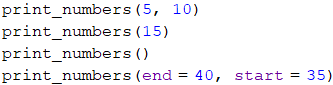 print_numbers(5, 10)
print_numbers(15)
print_numbers()
print_numbers(end = 40, start = 35)